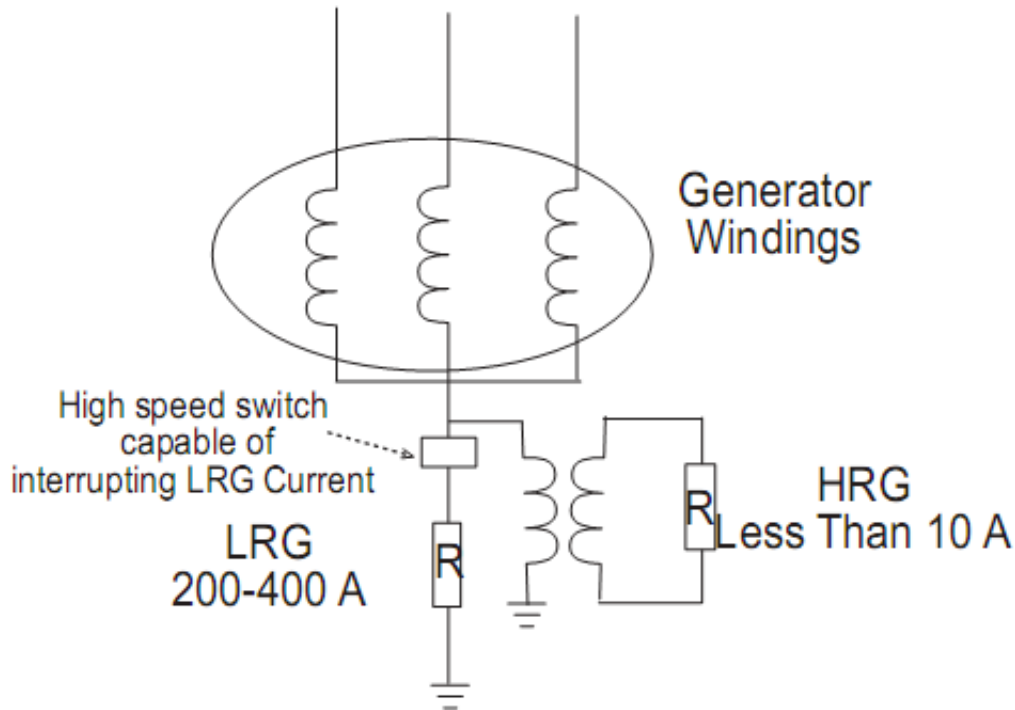 Generator
Windings
High speed switch
capable of
interrupting LRG Current
LRG
200-400 A
R
R
HRG
Less Than 10 A